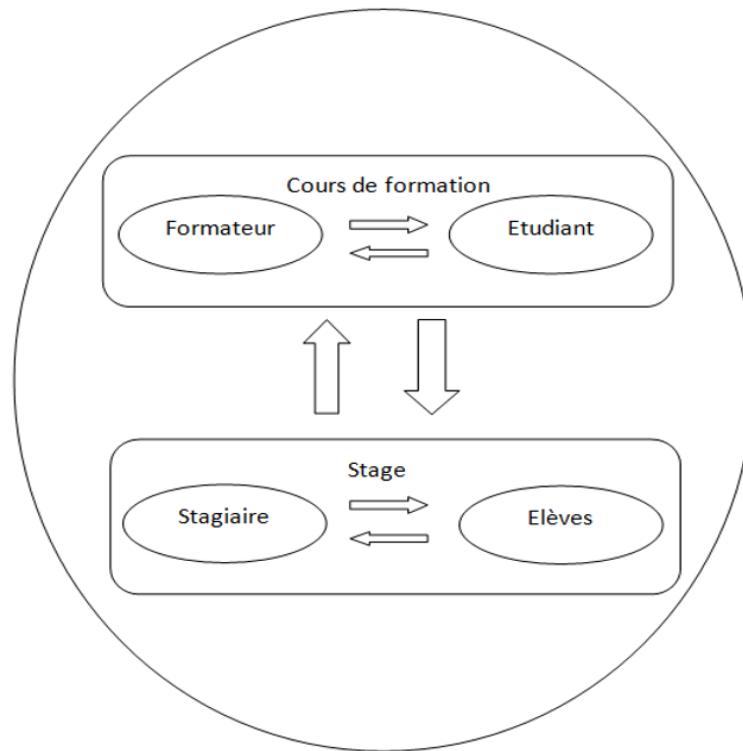 Cours de formation
Formateur
Etudiant
Stage
Stagiaire
Elèves